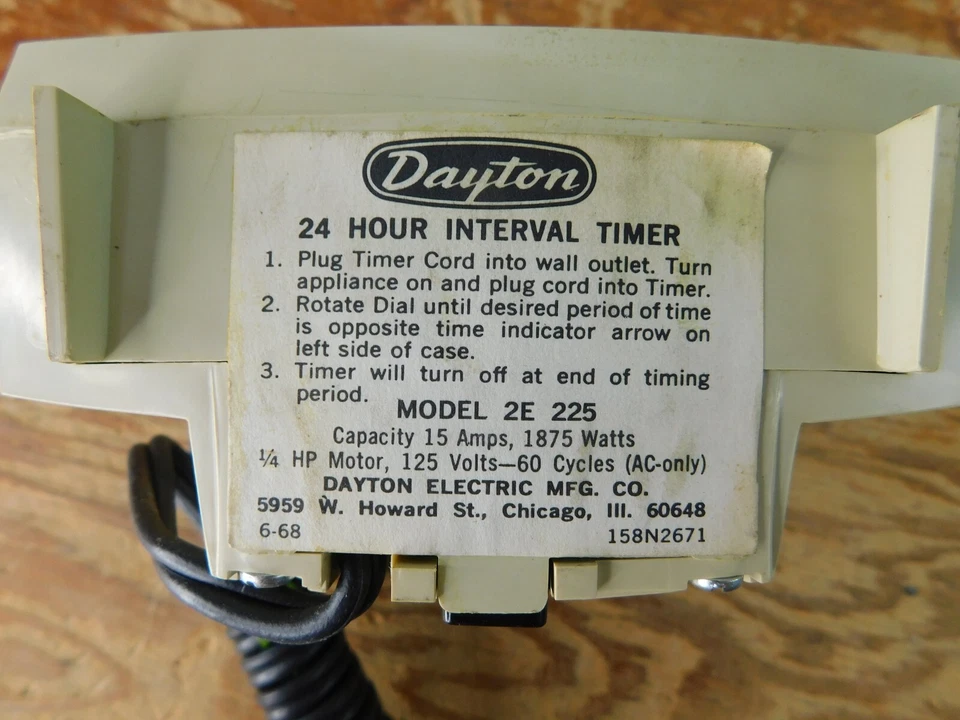 Dayton
24 HOUR INTERVAL TIMER
1. Plug Timer Cord into wall outlet. Turn
appliance on and plug cord into Timer.
2. Rotate Dial until desired period of time
is opposite time indicator arrow on
left side of case.
3. Timer will turn off at end of timing
period.
MODEL 2E 225
Capacity 15 Amps, 1875 Watts
¼ HP Motor, 125 Volts—60 Cycles (AC-only)
DAYTON ELECTRIC MFG. CO.
5959 W. Howard St., Chicago, Ill. 60648
6-68 158N2671